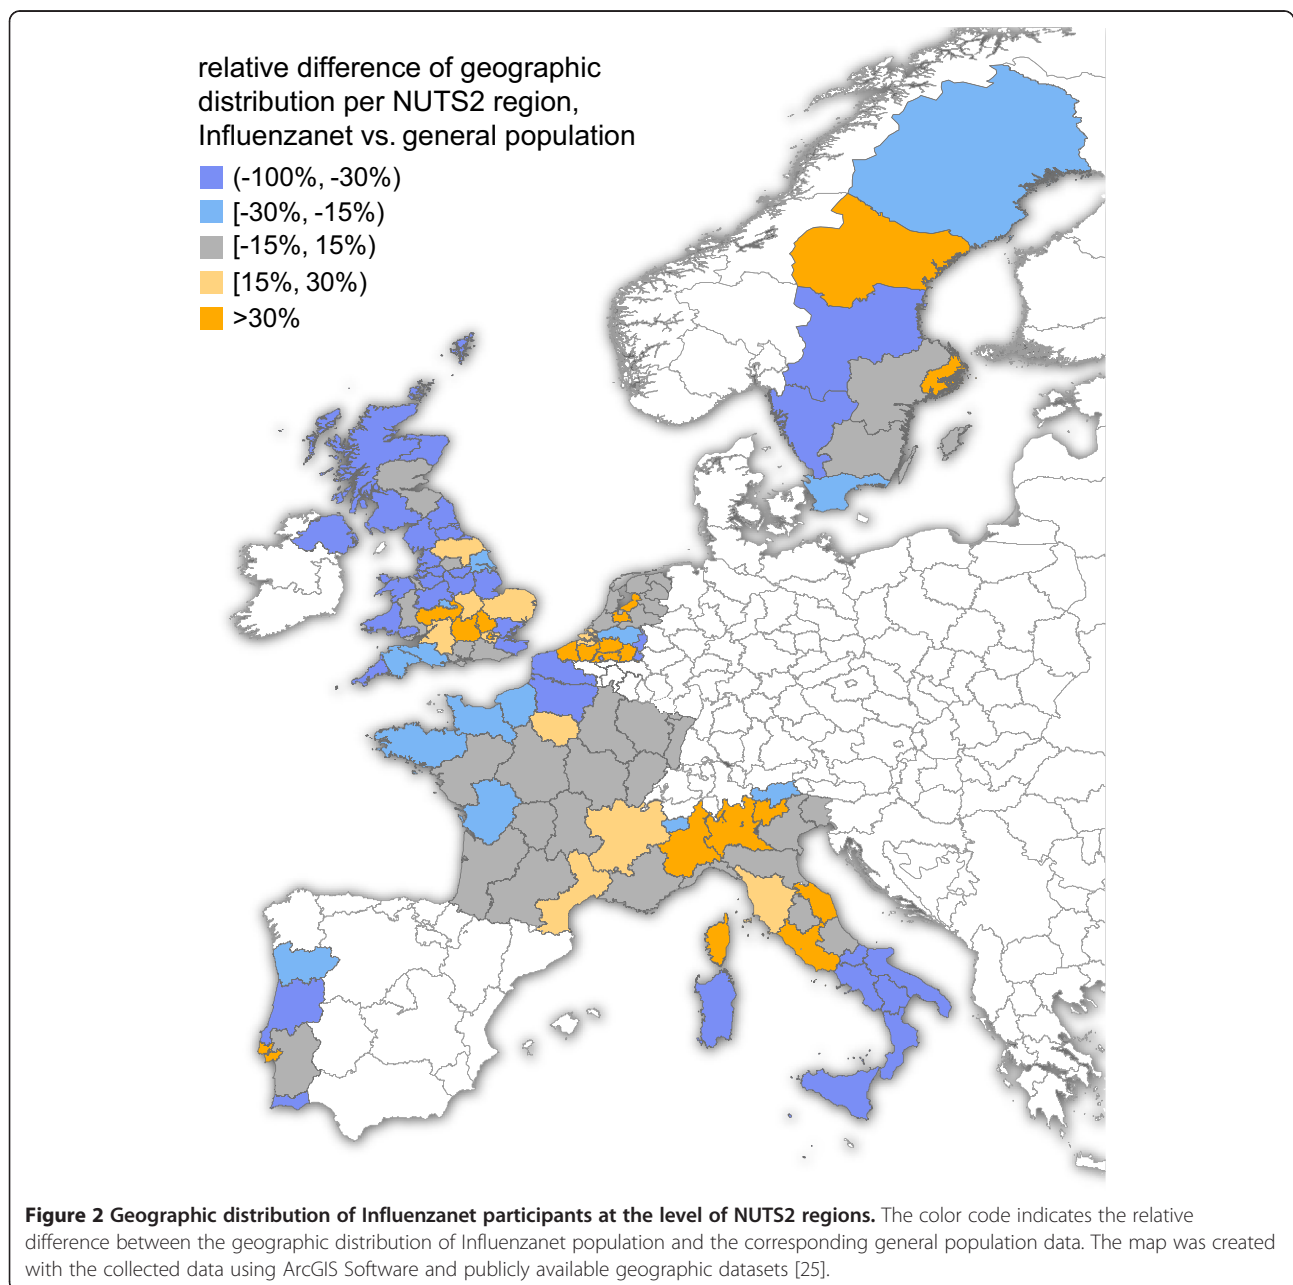 relative difference of geographic
distribution per NUTS2 region,
Influenzanet vs. general population
(-100%, -30%)
[-30%, -15%)
[-15%, 15%)
[15%, 30%)
>30%
Figure 2 Geographic distribution of Influenzanet participants at the level of NUTS2 regions. The color code indicates the relative
difference between the geographic distribution of Influenzanet population and the corresponding general population data. The map was created
with the collected data using ArcGIS Software and publicly available geographic datasets [25].